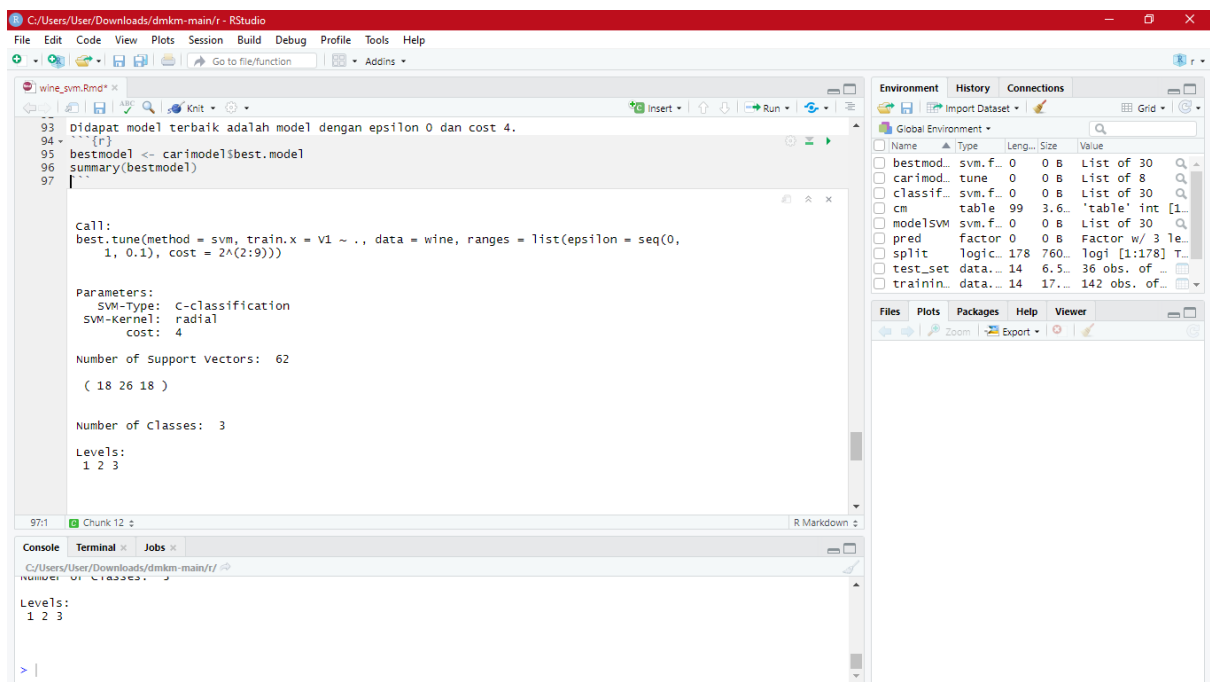 C:/Users/User/Downloads/dmkm-main/r - RStudio
File Edit Code View Plots Session Build Debug Profile Tools Help
Go to file/function Addins r
wine_svm.Rmd*
ABC Knit Insert Run
93 Didapat model terbaik adalah model dengan epsilon 0 dan cost 4.
94 ```{r}
95 bestmodel <- carimodel$best.model
96 summary(bestmodel)
97 ```
Call:
best.tune(method = svm, train.x = V1 ~ ., data = wine, ranges = list(epsilon = seq(0,
1, 0.1), cost = 2^(2:9)))
Parameters:
SVM-Type: C-classification
SVM-Kernel: radial
cost: 4
Number of Support Vectors: 62
( 18 26 18 )
Number of Classes: 3
Levels:
1 2 3
97:1 Chunk 12 R Markdown
Console Terminal Jobs
C:/Users/User/Downloads/dmkm-main/r/
Number of Classes: 3
Levels:
1 2 3
>
Environment History Connections
Import Dataset Grid
Global Environment
Name Type Leng... Size Value
bestmod... svm.f... 0 0 B List of 30
carimod... tune 0 0 B List of 8
classif... svm.f... 0 0 B List of 30
cm table 99 3.6... 'table' int [1...
modelSVM svm.f... 0 0 B List of 30
pred factor 0 0 B Factor w/ 3 le...
split logic... 178 760... logi [1:178] T...
test_set data.... 14 6.5... 36 obs. of ...
trainin... data.... 14 17.... 142 obs. of...
Files Plots Packages Help Viewer
Zoom Export